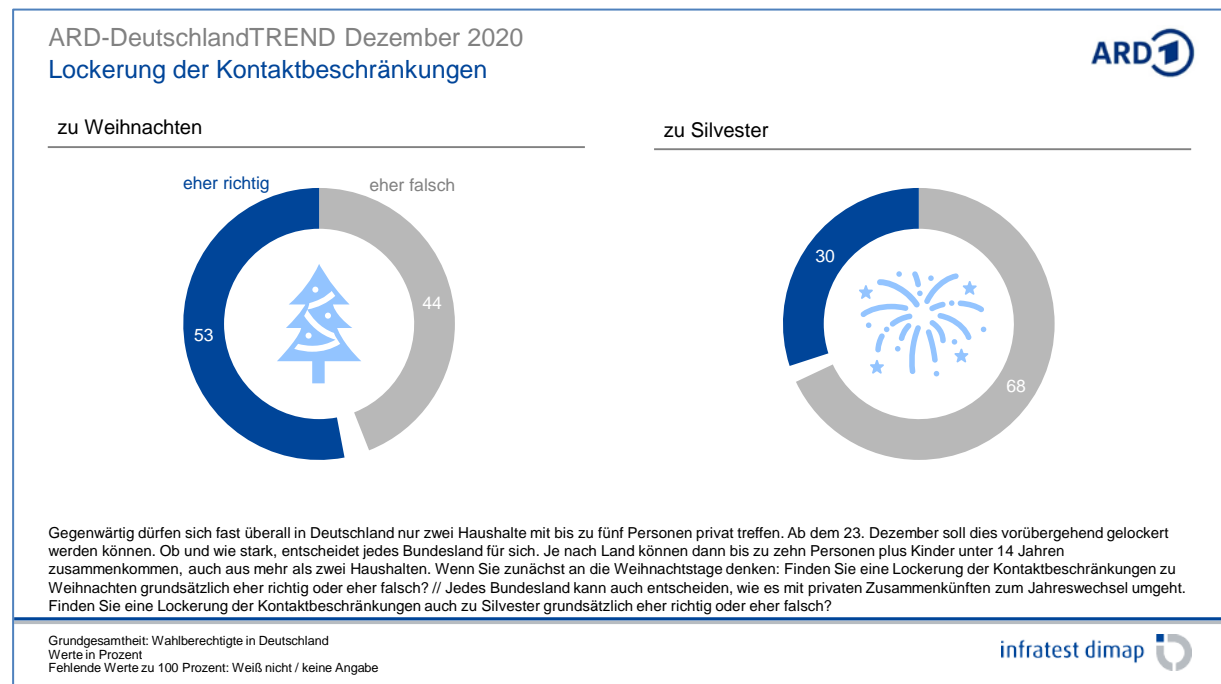 ARD-DeutschlandTREND Dezember 2020
Lockerung der Kontaktbeschränkungen
ARD 1
zu Weihnachten
zu Silvester
eher richtig
eher falsch
53
44
30
68
Gegenwärtig dürfen sich fast überall in Deutschland nur zwei Haushalte mit bis zu fünf Personen privat treffen. Ab dem 23. Dezember soll dies vorübergehend gelockert
werden können. Ob und wie stark, entscheidet jedes Bundesland für sich. Je nach Land können dann bis zu zehn Personen plus Kinder unter 14 Jahren
zusammenkommen, auch aus mehr als zwei Haushalten. Wenn Sie zunächst an die Weihnachtstage denken: Finden Sie eine Lockerung der Kontaktbeschränkungen zu
Weihnachten grundsätzlich eher richtig oder eher falsch? // Jedes Bundesland kann auch entscheiden, wie es mit privaten Zusammenkünften zum Jahreswechsel umgeht.
Finden Sie eine Lockerung der Kontaktbeschränkungen auch zu Silvester grundsätzlich eher richtig oder eher falsch?
Grundgesamtheit: Wahlberechtigte in Deutschland
Werte in Prozent
Fehlende Werte zu 100 Prozent: Weiß nicht / keine Angabe
infratest dimap